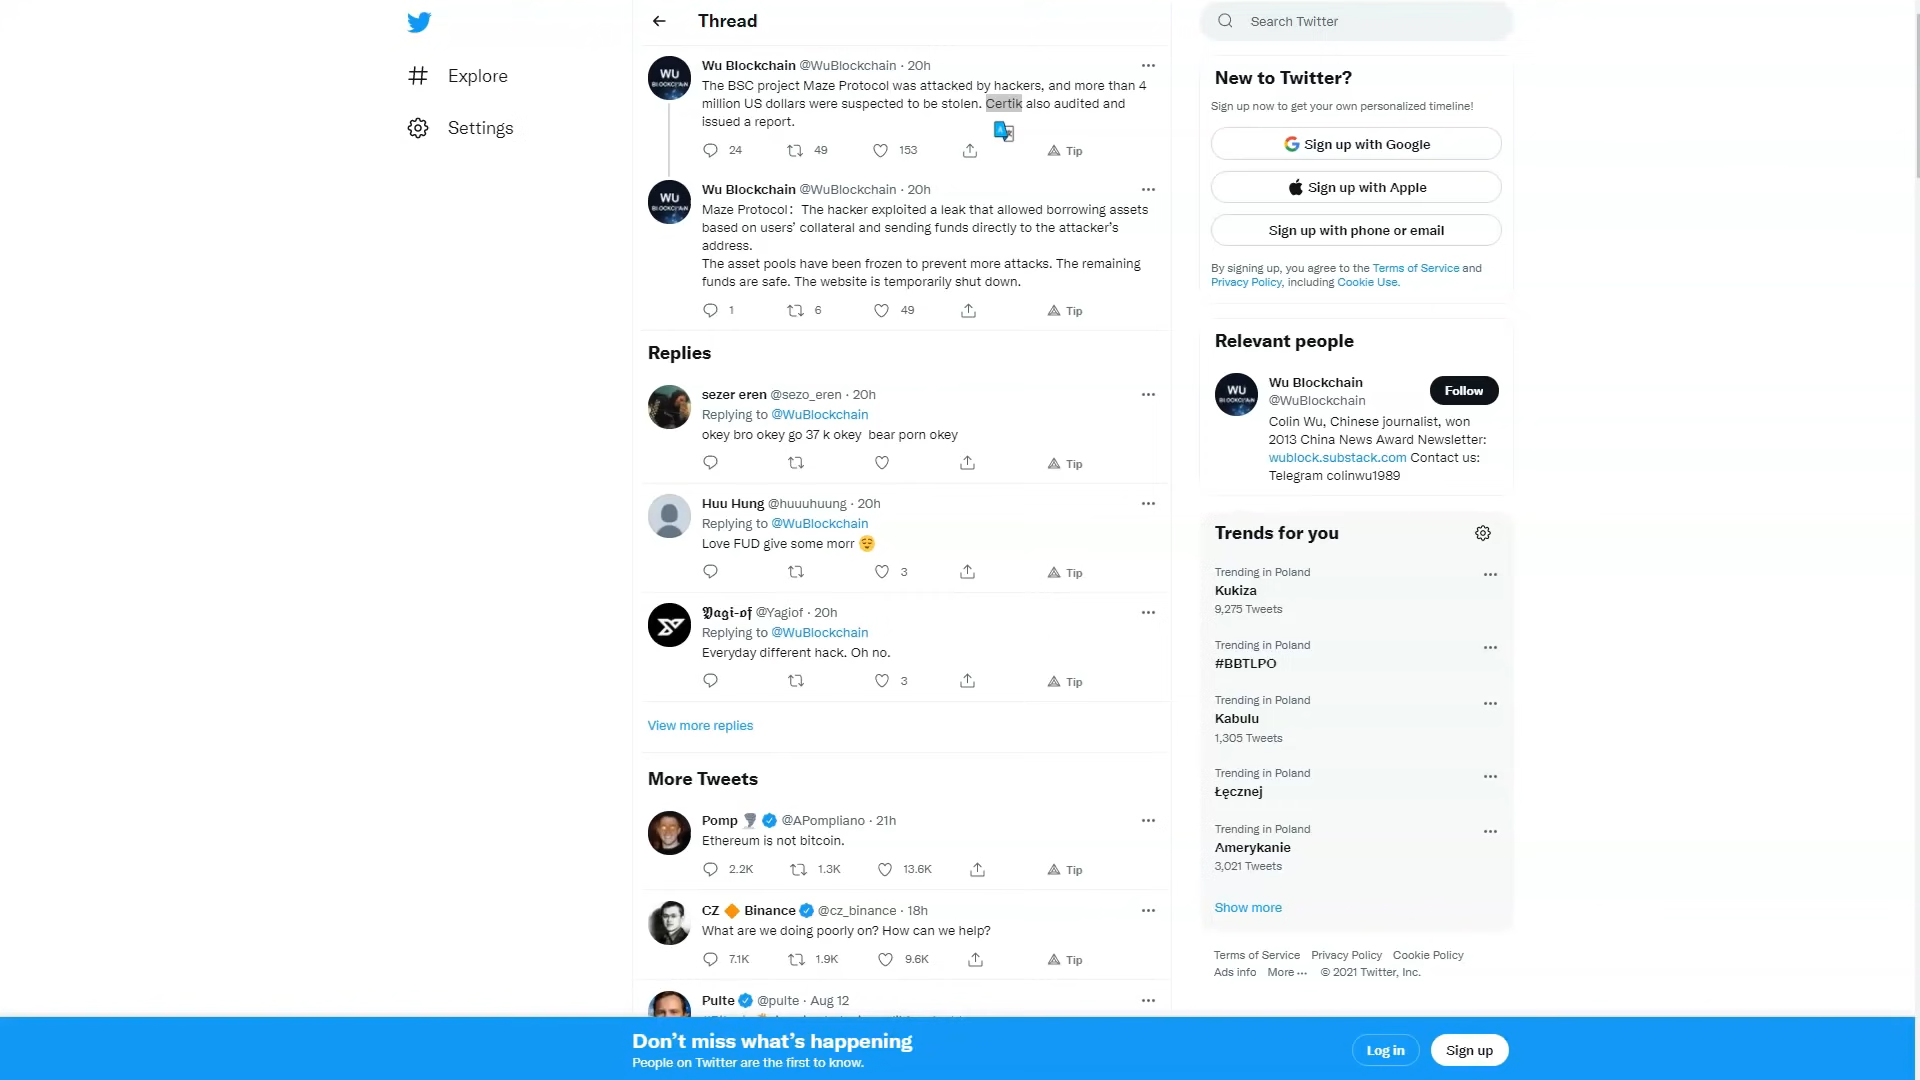 Thread
Search Twitter
Explore
Settings
Wu Blockchain @WuBlockchain · 20h
The BSC project Maze Protocol was attacked by hackers, and more than 4
million US dollars were suspected to be stolen. Certik also audited and
issued a report.
24 49 153 Tip
Wu Blockchain @WuBlockchain · 20h
Maze Protocol：The hacker exploited a leak that allowed borrowing assets
based on users’ collateral and sending funds directly to the attacker’s
address.
The asset pools have been frozen to prevent more attacks. The remaining
funds are safe. The website is temporarily shut down.
1 6 49 Tip
Replies
sezer eren @sezo_eren · 20h
Replying to @WuBlockchain
okey bro okey go 37 k okey bear porn okey
Tip
Huu Hung @huuuhuung · 20h
Replying to @WuBlockchain
Love FUD give some morr 😌
3 Tip
𝖄𝖆𝖌𝖎-𝖔𝖋 @Yagiof · 20h
Replying to @WuBlockchain
Everyday different hack. Oh no.
3 Tip
View more replies
More Tweets
Pomp 🌪 @APompliano · 21h
Ethereum is not bitcoin.
2.2K 1.3K 13.6K Tip
CZ 🔶 Binance @cz_binance · 18h
What are we doing poorly on? How can we help?
7.1K 1.9K 9.6K Tip
Pulte @pulte · Aug 12
New to Twitter?
Sign up now to get your own personalized timeline!
Sign up with Google
Sign up with Apple
Sign up with phone or email
By signing up, you agree to the Terms of Service and
Privacy Policy, including Cookie Use.
Relevant people
Wu Blockchain
@WuBlockchain
Follow
Colin Wu, Chinese journalist, won
2013 China News Award Newsletter:
wublock.substack.com Contact us:
Telegram colinwu1989
Trends for you
Trending in Poland
Kukiza
9,275 Tweets
Trending in Poland
#BBTLPO
Trending in Poland
Kabulu
1,305 Tweets
Trending in Poland
Łęcznej
Trending in Poland
Amerykanie
3,021 Tweets
Show more
Terms of Service Privacy Policy Cookie Policy
Ads info More ··· © 2021 Twitter, Inc.
Don’t miss what’s happening
People on Twitter are the first to know.
Log in
Sign up